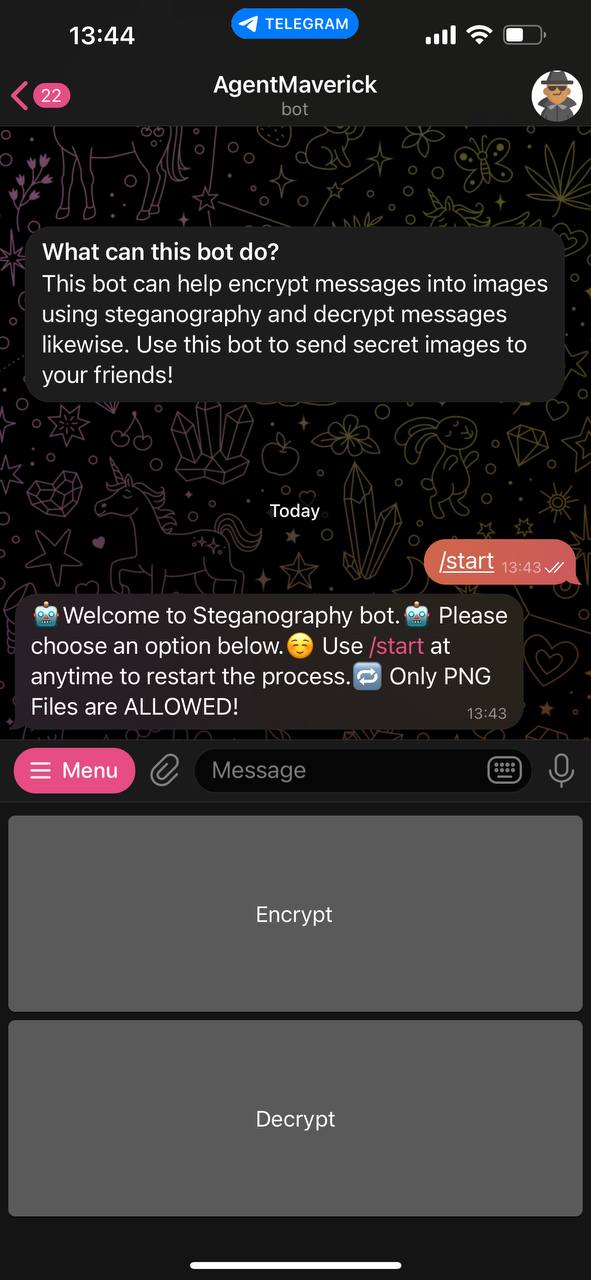 13:44
TELEGRAM
22
AgentMaverick
bot
What can this bot do?
This bot can help encrypt messages into images
using steganography and decrypt messages
likewise. Use this bot to send secret images to
your friends!
Today
/start 13:43
🤖Welcome to Steganography bot.🤖 Please
choose an option below.☺️ Use /start at
anytime to restart the process.🔁 Only PNG
Files are ALLOWED!
13:43
Menu
Message
Encrypt
Decrypt